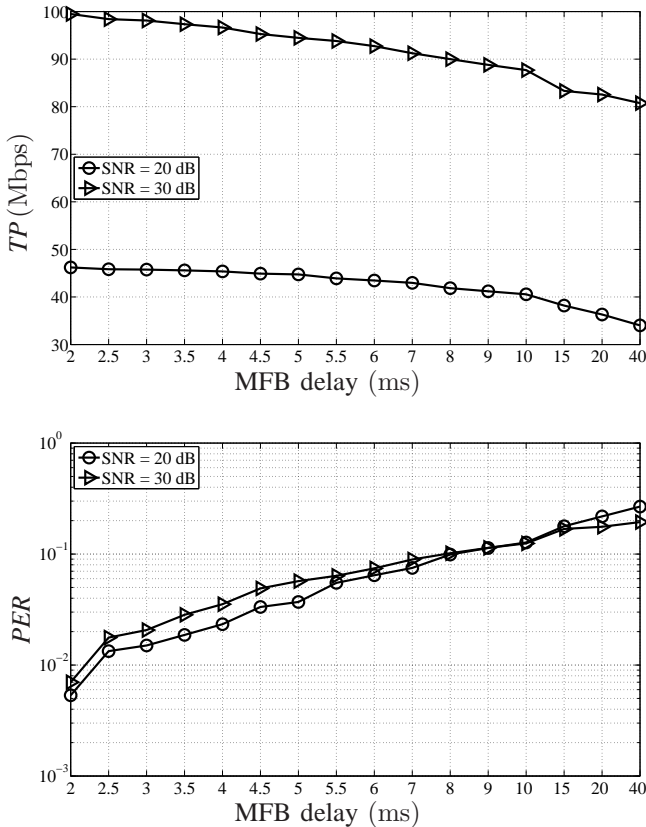 100
90
80
70
60
50
40
30
TP (Mbps)
SNR = 20 dB
SNR = 30 dB
2 2.5 3 3.5 4 4.5 5 5.5 6 7 8 9 10 15 20 40
MFB delay (ms)
10^0
10^-1
10^-2
10^-3
PER
SNR = 20 dB
SNR = 30 dB
2 2.5 3 3.5 4 4.5 5 5.5 6 7 8 9 10 15 20 40
MFB delay (ms)